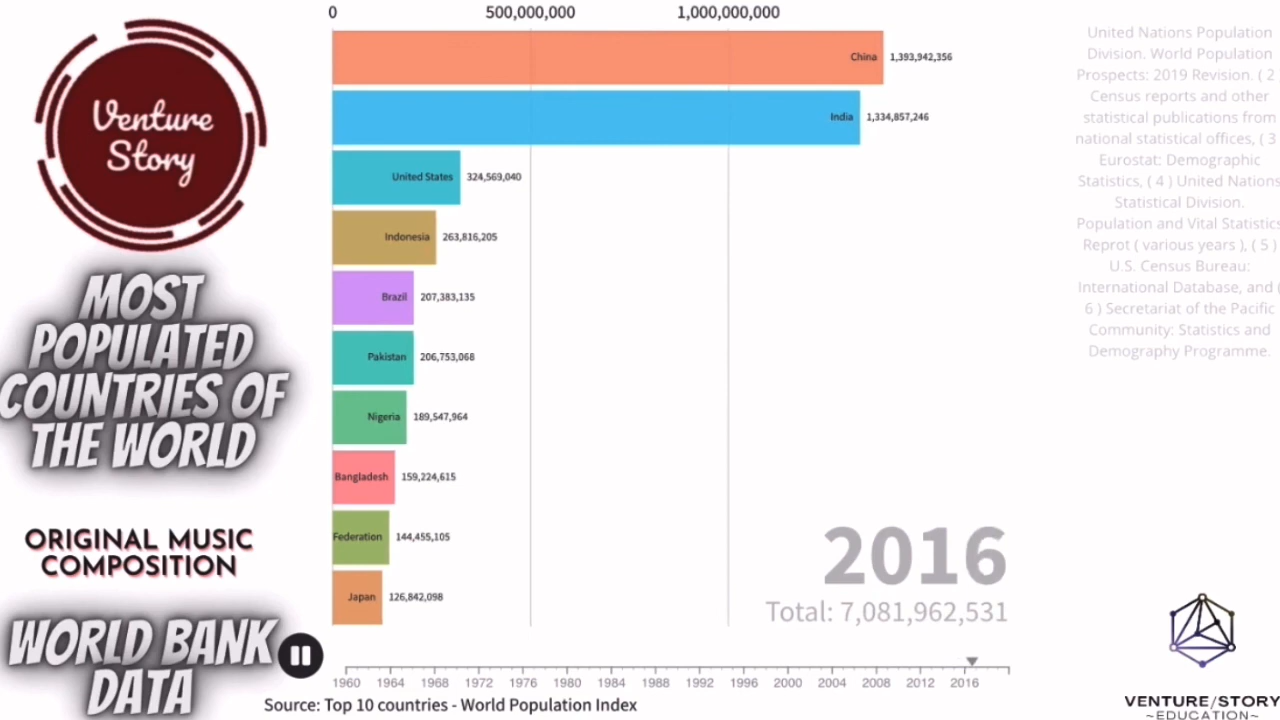 Venture
Story
MOST
POPULATED
COUNTRIES OF
THE WORLD
ORIGINAL MUSIC
COMPOSITION
WORLD BANK
DATA
0 500,000,000 1,000,000,000
China 1,393,942,356
India 1,334,857,246
United States 324,569,040
Indonesia 263,816,205
Brazil 207,383,135
Pakistan 206,753,068
Nigeria 189,547,964
Bangladesh 159,224,615
Federation 144,455,105
Japan 126,842,098
2016
Total: 7,081,962,531
1960 1964 1968 1972 1976 1980 1984 1988 1992 1996 2000 2004 2008 2012 2016
Source: Top 10 countries - World Population Index
United Nations Population
Division. World Population
Prospects: 2019 Revision. ( 2
Census reports and other
statistical publications from
national statistical offices, ( 3
Eurostat: Demographic
Statistics, ( 4 ) United Nations
Statistical Division.
Population and Vital Statistics
Reprot ( various years ), ( 5 )
U.S. Census Bureau:
International Database, and (
6 ) Secretariat of the Pacific
Community: Statistics and
Demography Programme.
VENTURE/STORY
~EDUCATION~